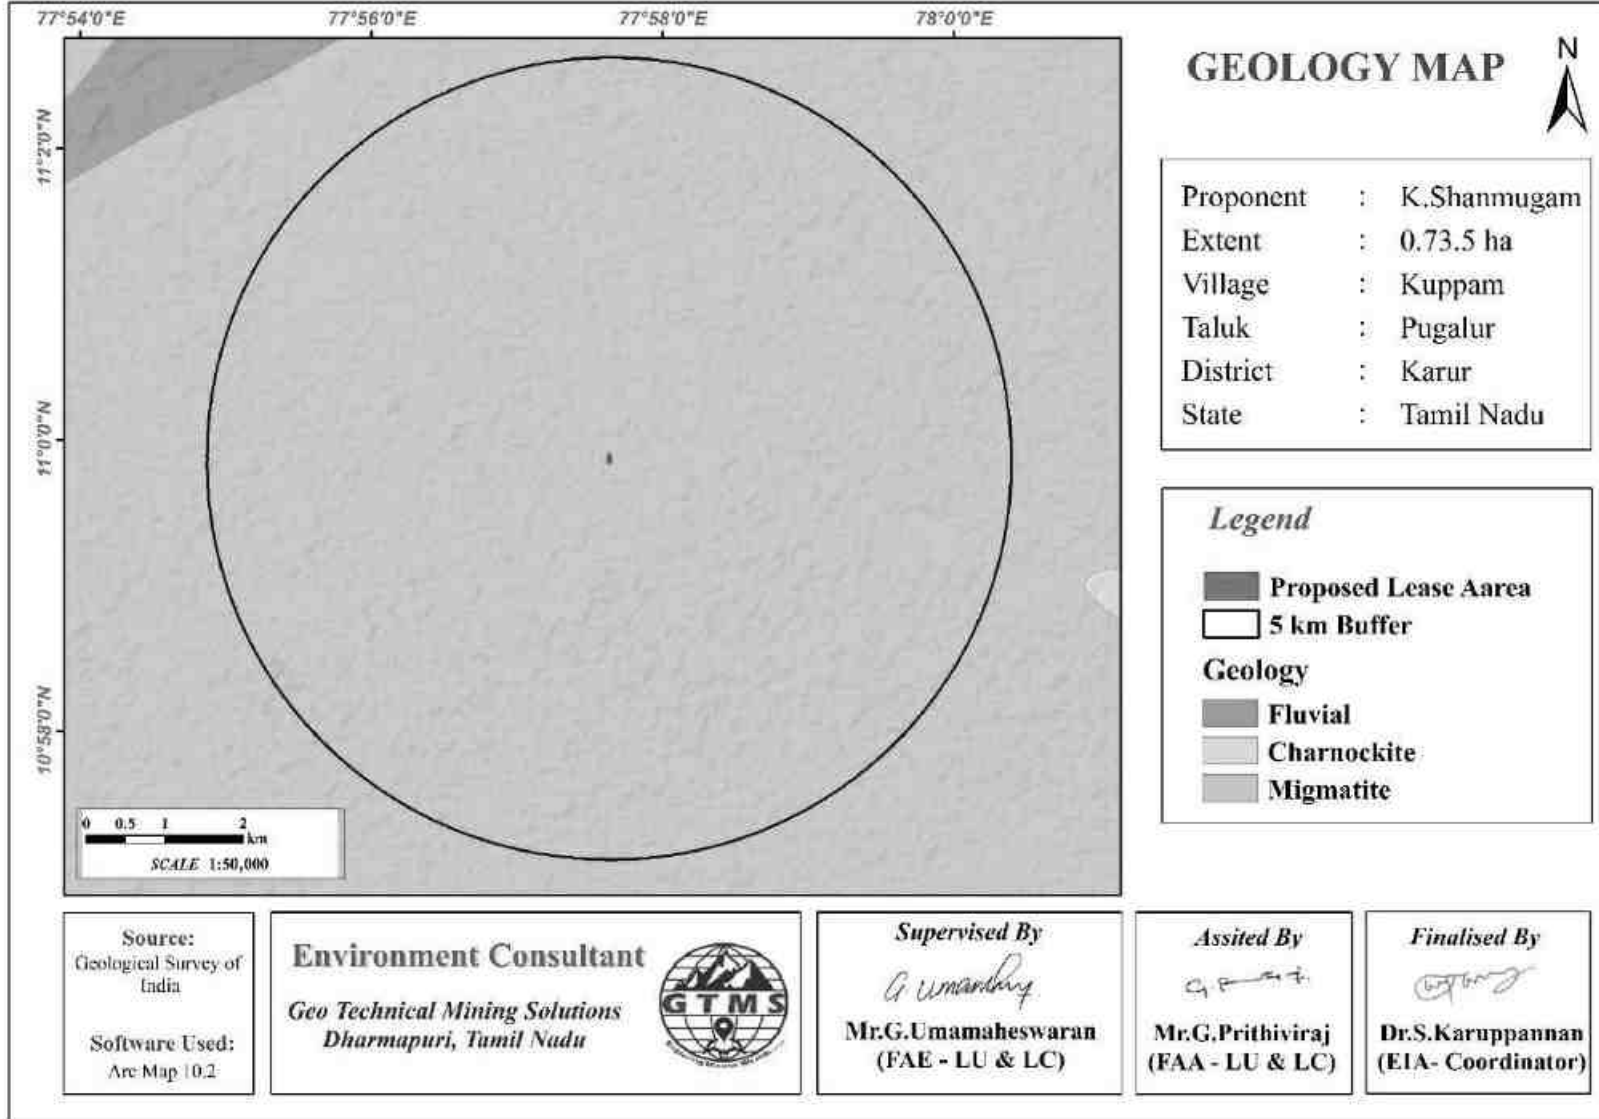 77°54'0"E
77°56'0"E
77°58'0"E
78°0'0"E
11°2'0"N
11°0'0"N
10°58'0"N
0 0.5 1 2
km
SCALE 1:50,000
GEOLOGY MAP
N
Proponent : K.Shanmugam
Extent : 0.73.5 ha
Village : Kuppam
Taluk : Pugalur
District : Karur
State : Tamil Nadu
Legend
Proposed Lease Aarea
5 km Buffer
Geology
Fluvial
Charnockite
Migmatite
Source:
Geological Survey of
India
Software Used:
Arc Map 10.2
Environment Consultant
Geo Technical Mining Solutions
Dharmapuri, Tamil Nadu
GTMS
Supervised By
G Umamhy
Mr.G.Umamaheswaran
(FAE - LU & LC)
Assited By
Mr.G.Prithiviraj
(FAA - LU & LC)
Finalised By
Dr.S.Karuppannan
(EIA- Coordinator)